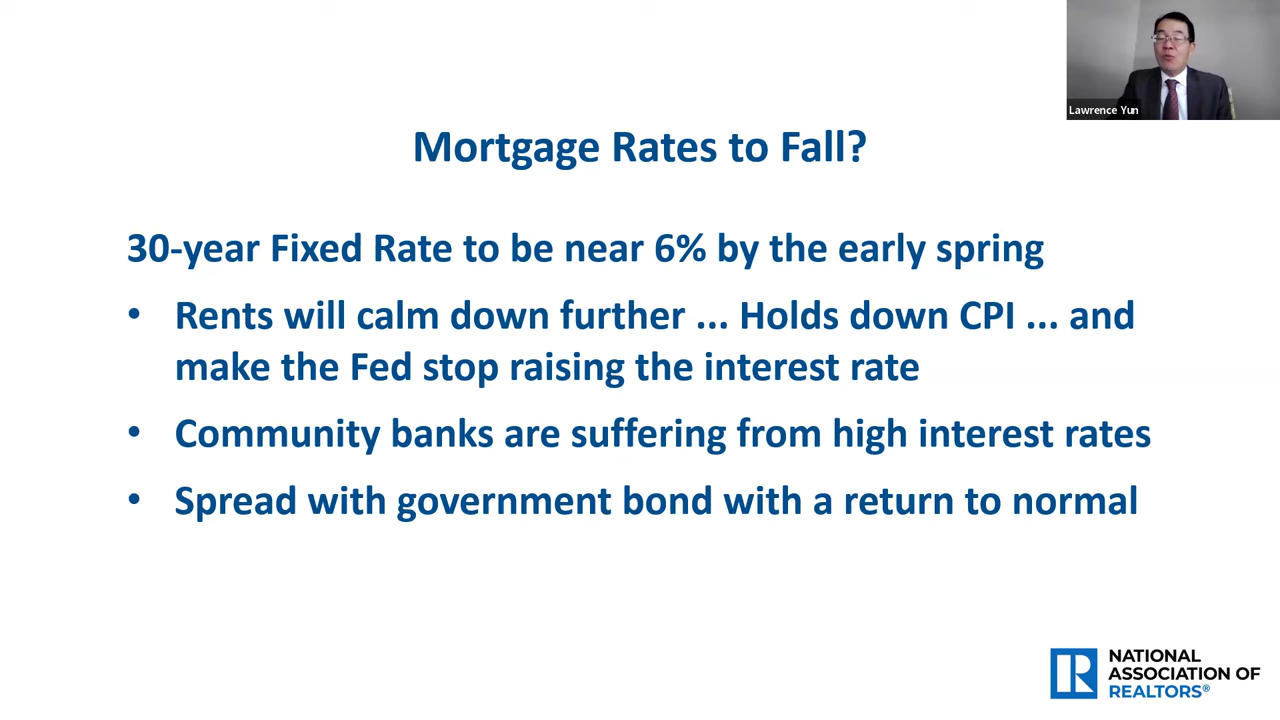 Lawrence Yun
Mortgage Rates to Fall?
30-year Fixed Rate to be near 6% by the early spring
• Rents will calm down further ... Holds down CPI ... and
make the Fed stop raising the interest rate
• Community banks are suffering from high interest rates
• Spread with government bond with a return to normal
NATIONAL
ASSOCIATION OF
REALTORS®